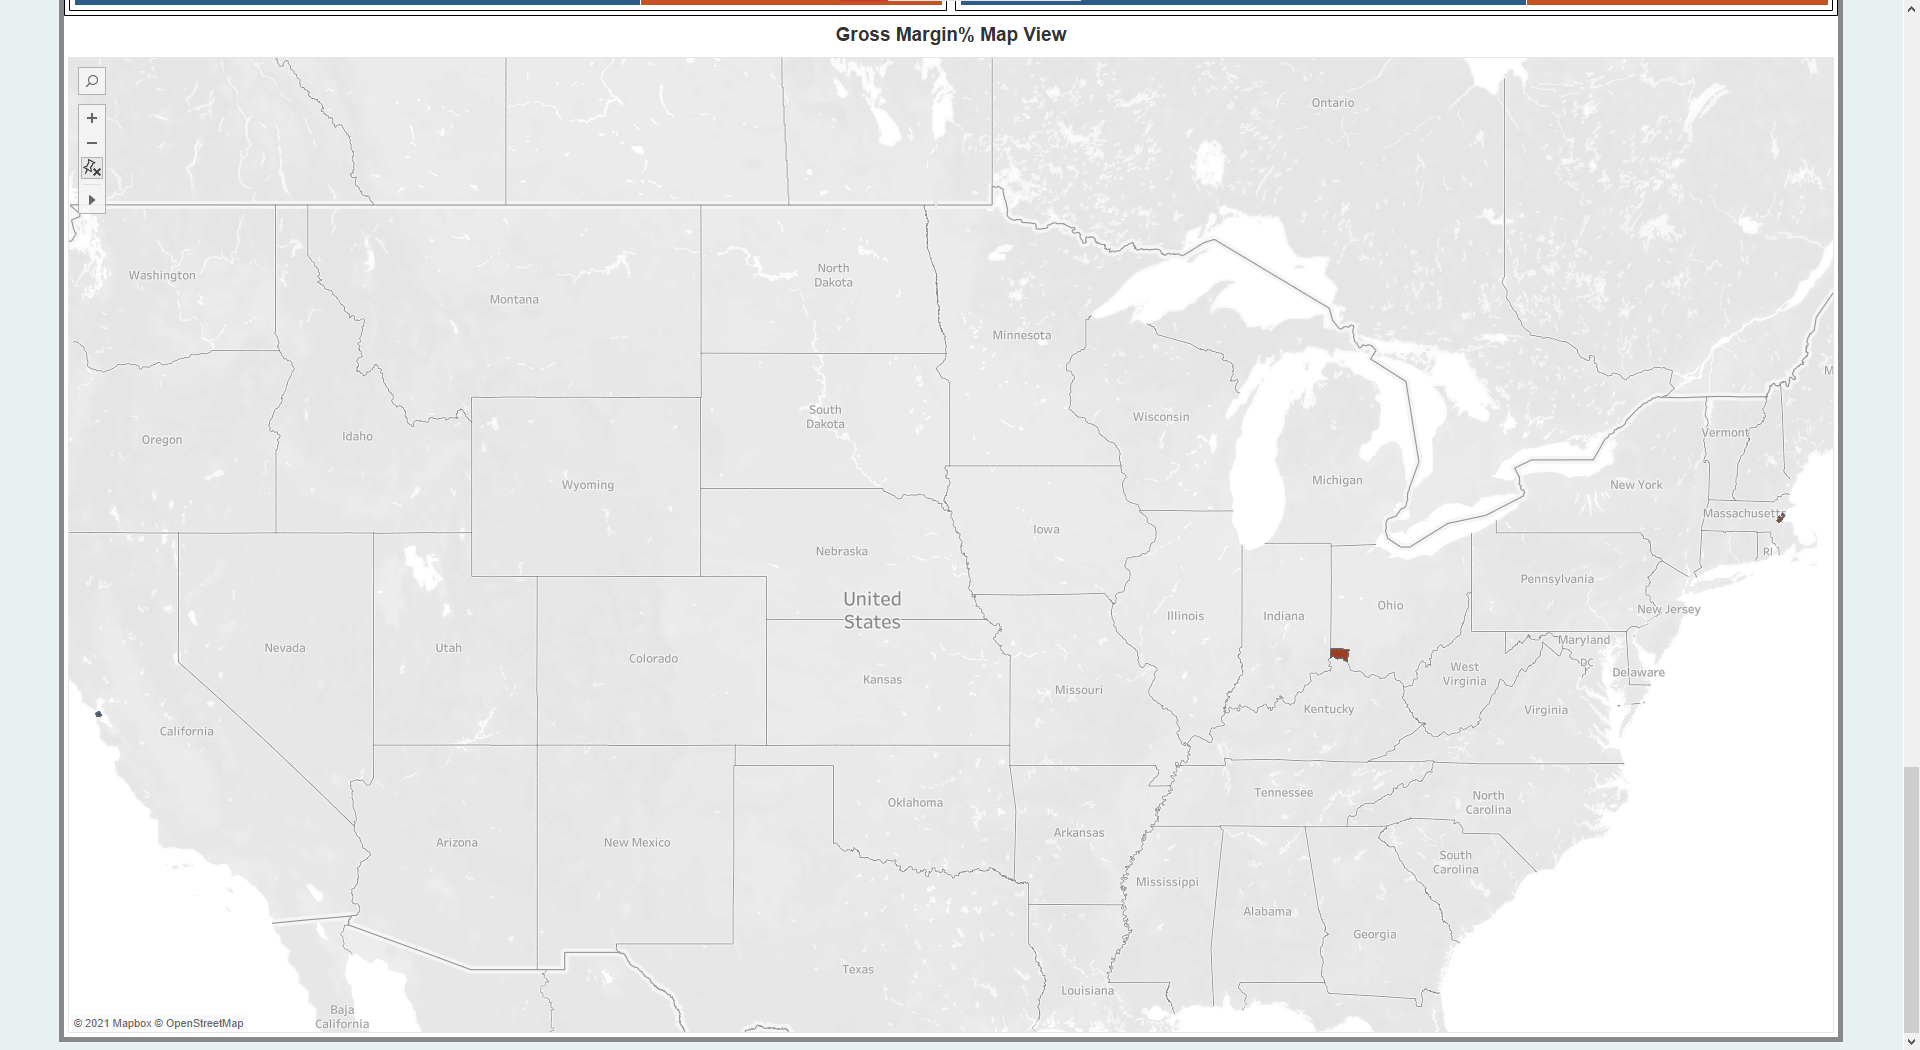 Gross Margin% Map View
Ontario
Washington
Montana
North
Dakota
Minnesota
M
Oregon
Idaho
South
Dakota
Wisconsin
Vermont
Wyoming
Michigan
New York
Massachusetts
Iowa
Nebraska
RI
Pennsylvania
United
States
Illinois
Indiana
Ohio
New Jersey
Nevada
Utah
Colorado
Maryland
DC
West
Virginia
Delaware
Kansas
Missouri
Kentucky
Virginia
California
Oklahoma
Tennessee
North
Carolina
Arizona
New Mexico
Arkansas
South
Carolina
Mississippi
Alabama
Georgia
Texas
Louisiana
Baja
California
© 2021 Mapbox © OpenStreetMap